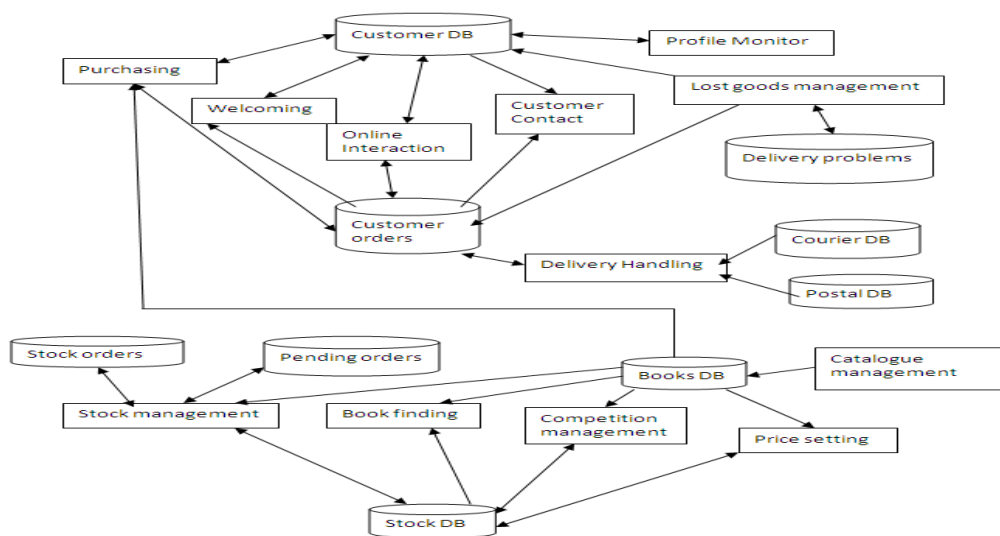 Customer DB
Profile Monitor
Purchasing
Lost goods management
Welcoming
Customer
Contact
Online
Interaction
Delivery problems
Customer
orders
Courier DB
Delivery Handling
Postal DB
Stock orders
Pending orders
Books DB
Catalogue
management
Stock management
Book finding
Competition
management
Price setting
Stock DB